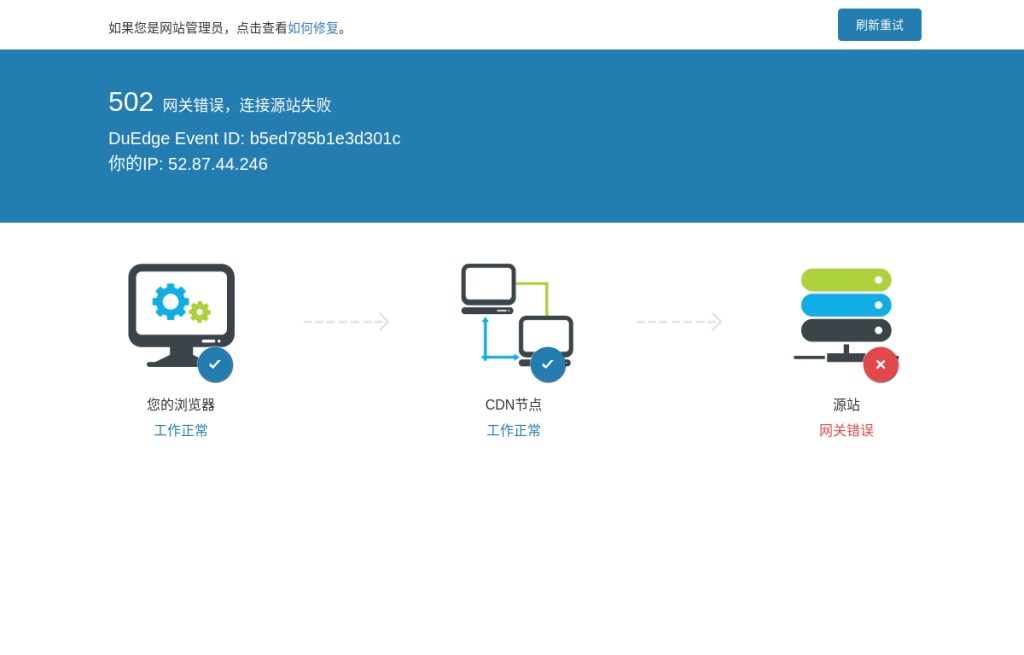 如果您是网站管理员，点击查看如何修复。
刷新重试
502 网关错误，连接源站失败
DuEdge Event ID: b5ed785b1e3d301c
你的IP: 52.87.44.246
您的浏览器
工作正常
CDN节点
工作正常
源站
网关错误